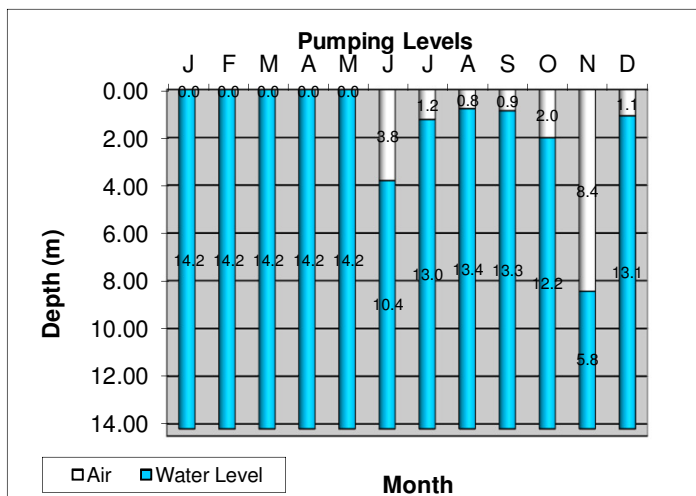 Pumping Levels
J F M A M J J A S O N D
0.00
2.00
4.00
6.00
8.00
10.00
12.00
14.00
Depth (m)
0.0 0.0 0.0 0.0 0.0 3.8 1.2 0.8 0.9 2.0 8.4 1.1
14.2 14.2 14.2 14.2 14.2 10.4 13.0 13.4 13.3 12.2 5.8 13.1
Air Water Level
Month